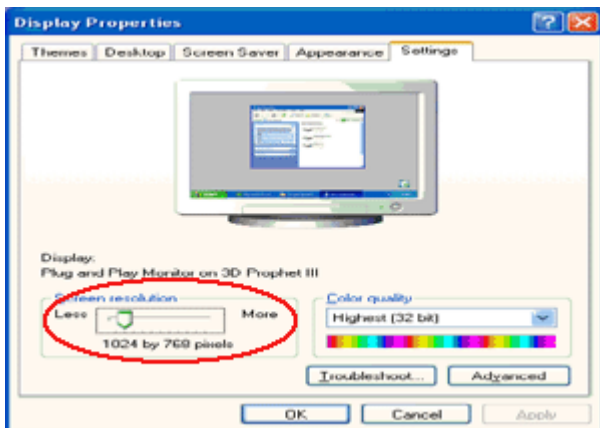 Display Properties
Themes Desktop Screen Saver Appearance Settings
Display:
Plug and Play Monitor on 3D Prophet III
Screen resolution
Less More
1024 by 768 pixels
Color quality
Highest (32 bit)
Troubleshoot... Advanced
OK Cancel Apply